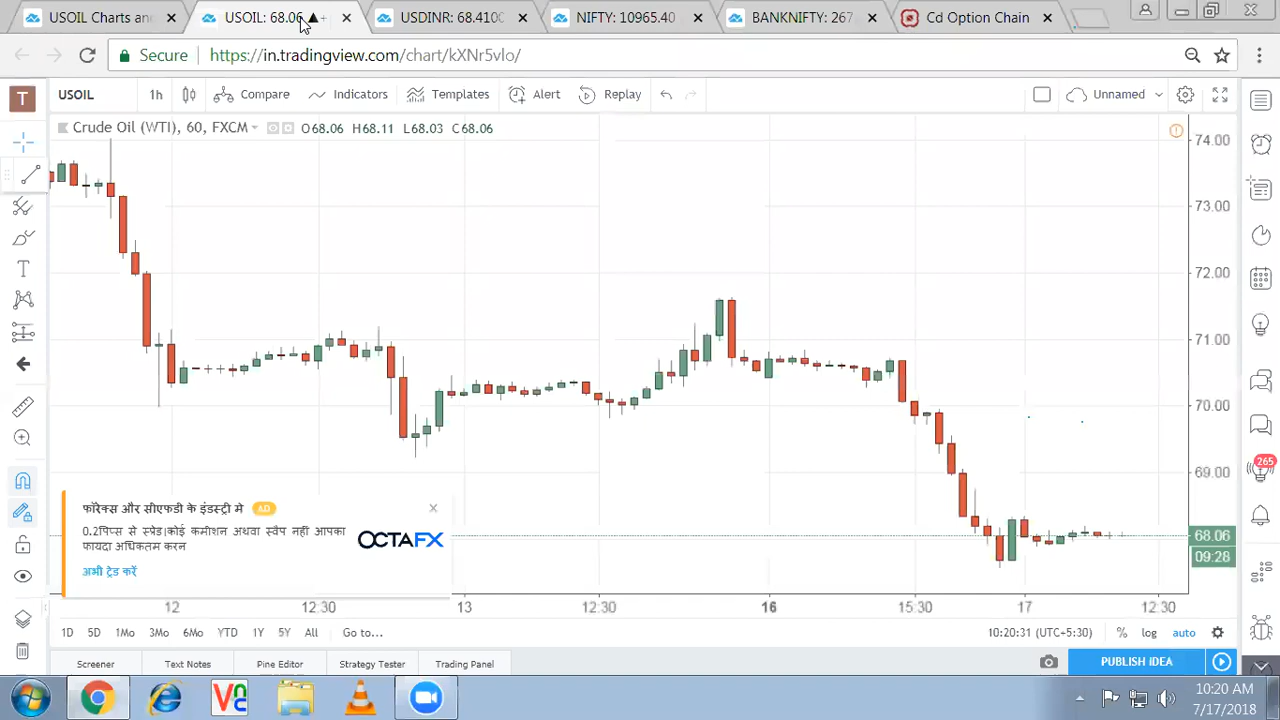 USOIL Charts and
USOIL: 68.06
USDINR: 68.4100
NIFTY: 10965.40
BANKNIFTY: 267
Cd Option Chain
Secure
https://in.tradingview.com/chart/kXNr5vlo/
T
USOIL
1h
Compare
Indicators
Templates
Alert
Replay
Unnamed
Crude Oil (WTI), 60, FXCM
O68.06 H68.11 L68.03 C68.06
74.00
73.00
72.00
71.00
70.00
69.00
68.06
09.28
265
फॉरेक्स और सीएफडी के इंडस्ट्री मे AD
0.2पिप्स से स्प्रेड।कोई कमीशन अथवा स्वैप नहीं आपका
फायदा अधिकतम करन
अभी ट्रेड करें
OCTAFX
12 12:30 13 12:30 16 15:30 17 12:30
1D 5D 1Mo 3Mo 6Mo YTD 1Y 5Y All Go to...
10:20:31 (UTC+5:30) % log auto
Screener Text Notes Pine Editor Strategy Tester Trading Panel
PUBLISH IDEA
10:20 AM
7/17/2018